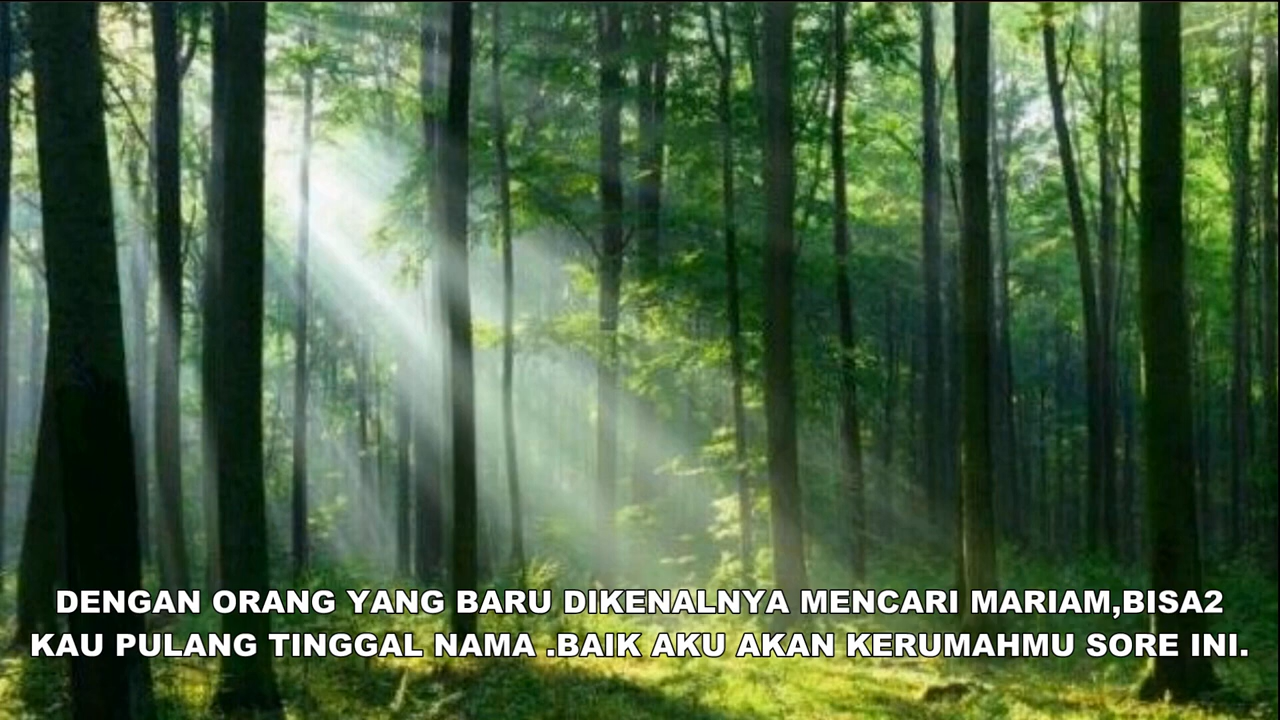 DENGAN ORANG YANG BARU DIKENALNYA MENCARI MARIAM,BISA2
KAU PULANG TINGGAL NAMA .BAIK AKU AKAN KERUMAHMU SORE INI.